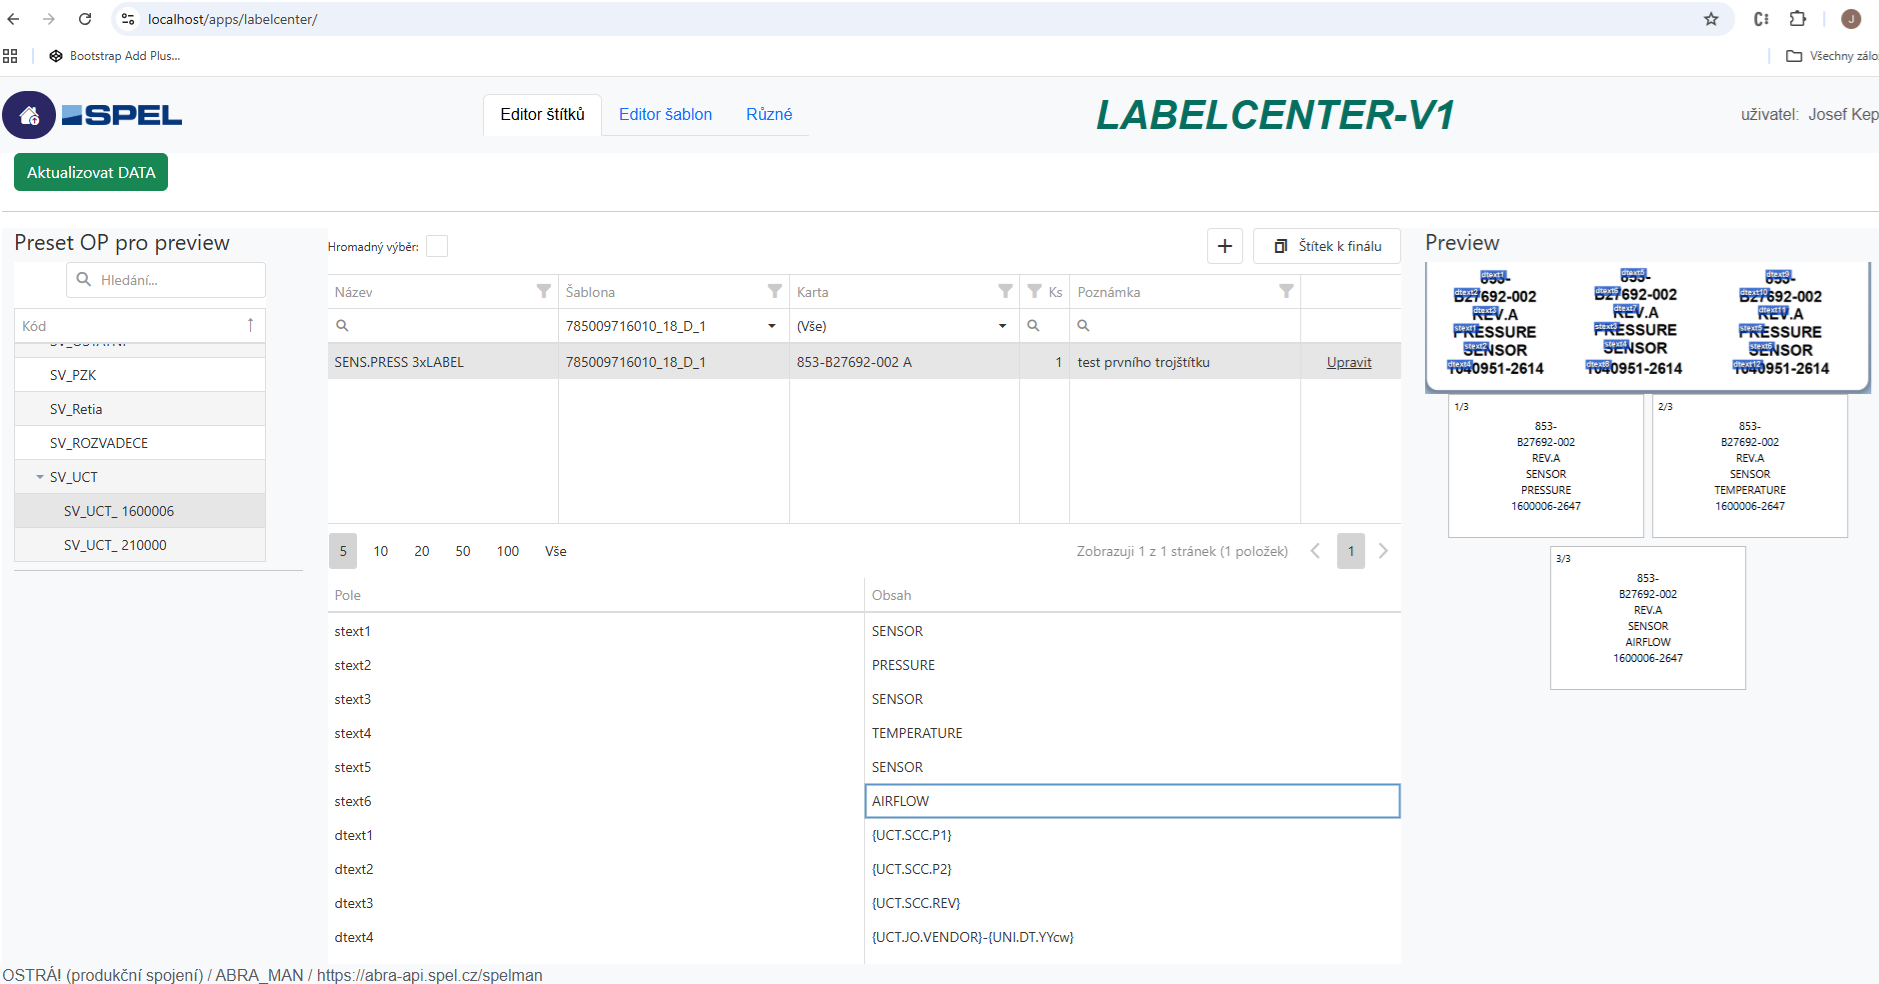 localhost/apps/labelcenter/
Bootstrap Add Plus...
Všechny zálo
SPEL
Editor štítků
Editor šablon
Různé
LABELCENTER-V1
uživatel: Josef Kep
Aktualizovat DATA
Preset OP pro preview
Hledání...
Kód
SV_PZK
SV_Retia
SV_ROZVADECE
SV_UCT
SV_UCT_ 1600006
SV_UCT_ 210000
Hromadný výběr:
Štítek k finálu
Název
Šablona
Karta
Ks
Poznámka
785009716010_18_D_1
(Vše)
SENS.PRESS 3xLABEL
785009716010_18_D_1
853-B27692-002 A
1
test prvního trojštítku
Upravit
5
10
20
50
100
Vše
Zobrazuji 1 z 1 stránek (1 položek)
1
Pole
Obsah
stext1
SENSOR
stext2
PRESSURE
stext3
SENSOR
stext4
TEMPERATURE
stext5
SENSOR
stext6
AIRFLOW
dtext1
{UCT.SCC.P1}
dtext2
{UCT.SCC.P2}
dtext3
{UCT.SCC.REV}
dtext4
{UCT.JO.VENDOR}-{UNI.DT.YYcw}
Preview
1/3
853-
B27692-002
REV.A
SENSOR
PRESSURE
1600006-2647
2/3
853-
B27692-002
REV.A
SENSOR
TEMPERATURE
1600006-2647
3/3
853-
B27692-002
REV.A
SENSOR
AIRFLOW
1600006-2647
OSTRÁ! (produkční spojení) / ABRA_MAN / https://abra-api.spel.cz/spelman